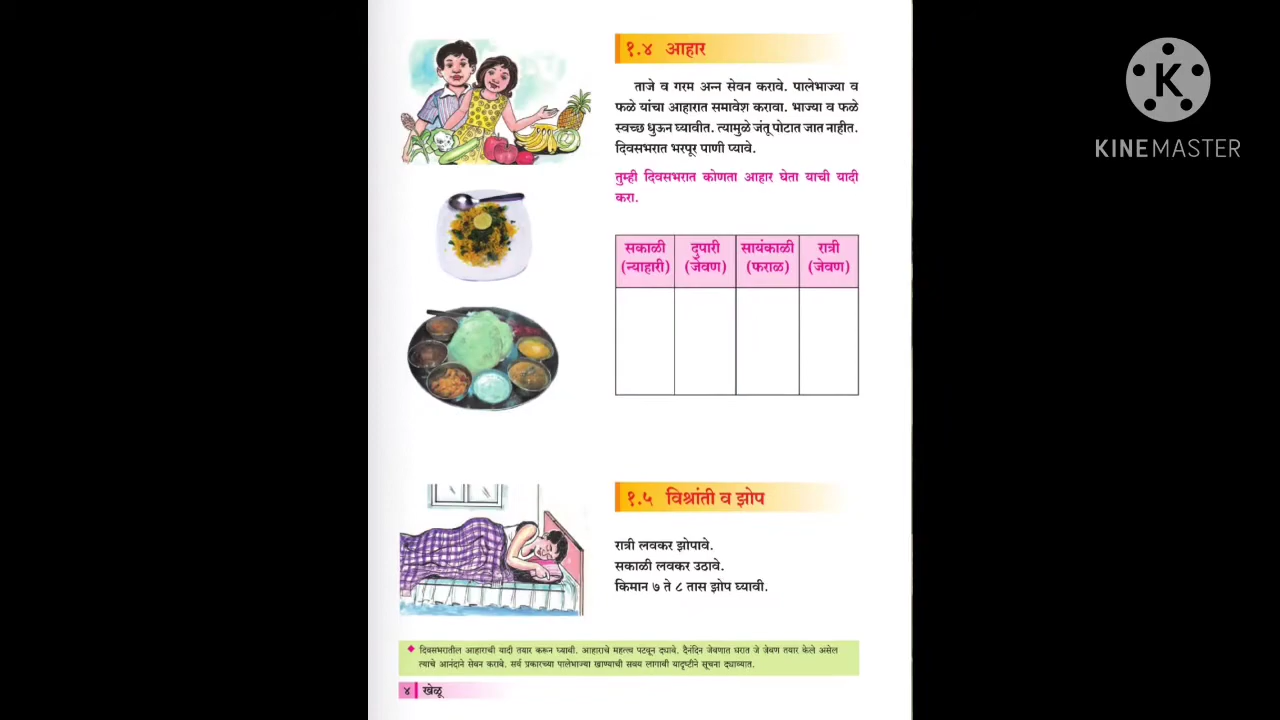 १.४ आहार
ताजे व गरम अन्न सेवन करावे. पालेभाज्या व
फळे यांचा आहारात समावेश करावा. भाज्या व फळे
स्वच्छ धुऊन घ्यावीत. त्यामुळे जंतू पोटात जात नाहीत.
दिवसभरात भरपूर पाणी प्यावे.
तुम्ही दिवसभरात कोणता आहार घेता याची यादी
करा.
सकाळी दुपारी सायंकाळी रात्री
(न्याहारी) (जेवण) (फराळ) (जेवण)
१.५ विश्रांती व झोप
रात्री लवकर झोपावे.
सकाळी लवकर उठावे.
किमान ७ ते ८ तास झोप घ्यावी.
◆ दिवसभरातील आहाराची यादी तयार करून घ्यावी. आहाराचे महत्त्व पटवून दयावे. दैनंदिन जेवणात घरात जे जेवण तयार केले असेल
त्याचे आनंदाने सेवन करावे. सर्व प्रकारच्या पालेभाज्या खाण्याची सवय लागावी यादृष्टीने सूचना दयाव्यात.
४ खेळू
K
KINEMASTER